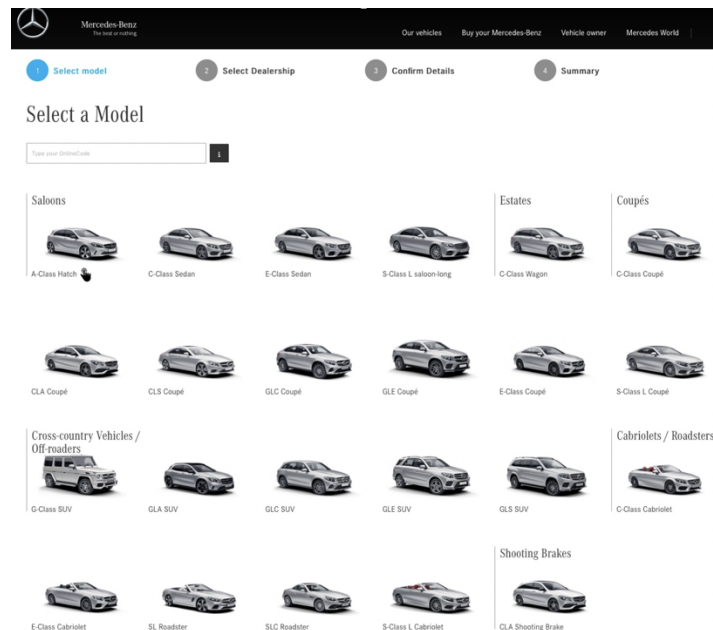 Mercedes-Benz
The best or nothing.
Our vehicles Buy your Mercedes-Benz Vehicle owner Mercedes World
1 Select model 2 Select Dealership 3 Confirm Details 4 Summary
Select a Model
Type your OnlineCode i
Saloons Estates Coupés
A-Class Hatch C-Class Sedan E-Class Sedan S-Class L saloon-long C-Class Wagon C-Class Coupé
CLA Coupé CLS Coupé GLC Coupé GLE Coupé E-Class Coupé S-Class L Coupé
Cross-country Vehicles / Cabriolets / Roadsters
Off-roaders
G-Class SUV GLA SUV GLC SUV GLE SUV GLS SUV C-Class Cabriolet
Shooting Brakes
E-Class Cabriolet SL Roadster SLC Roadster S-Class L Cabriolet CLA Shooting Brake